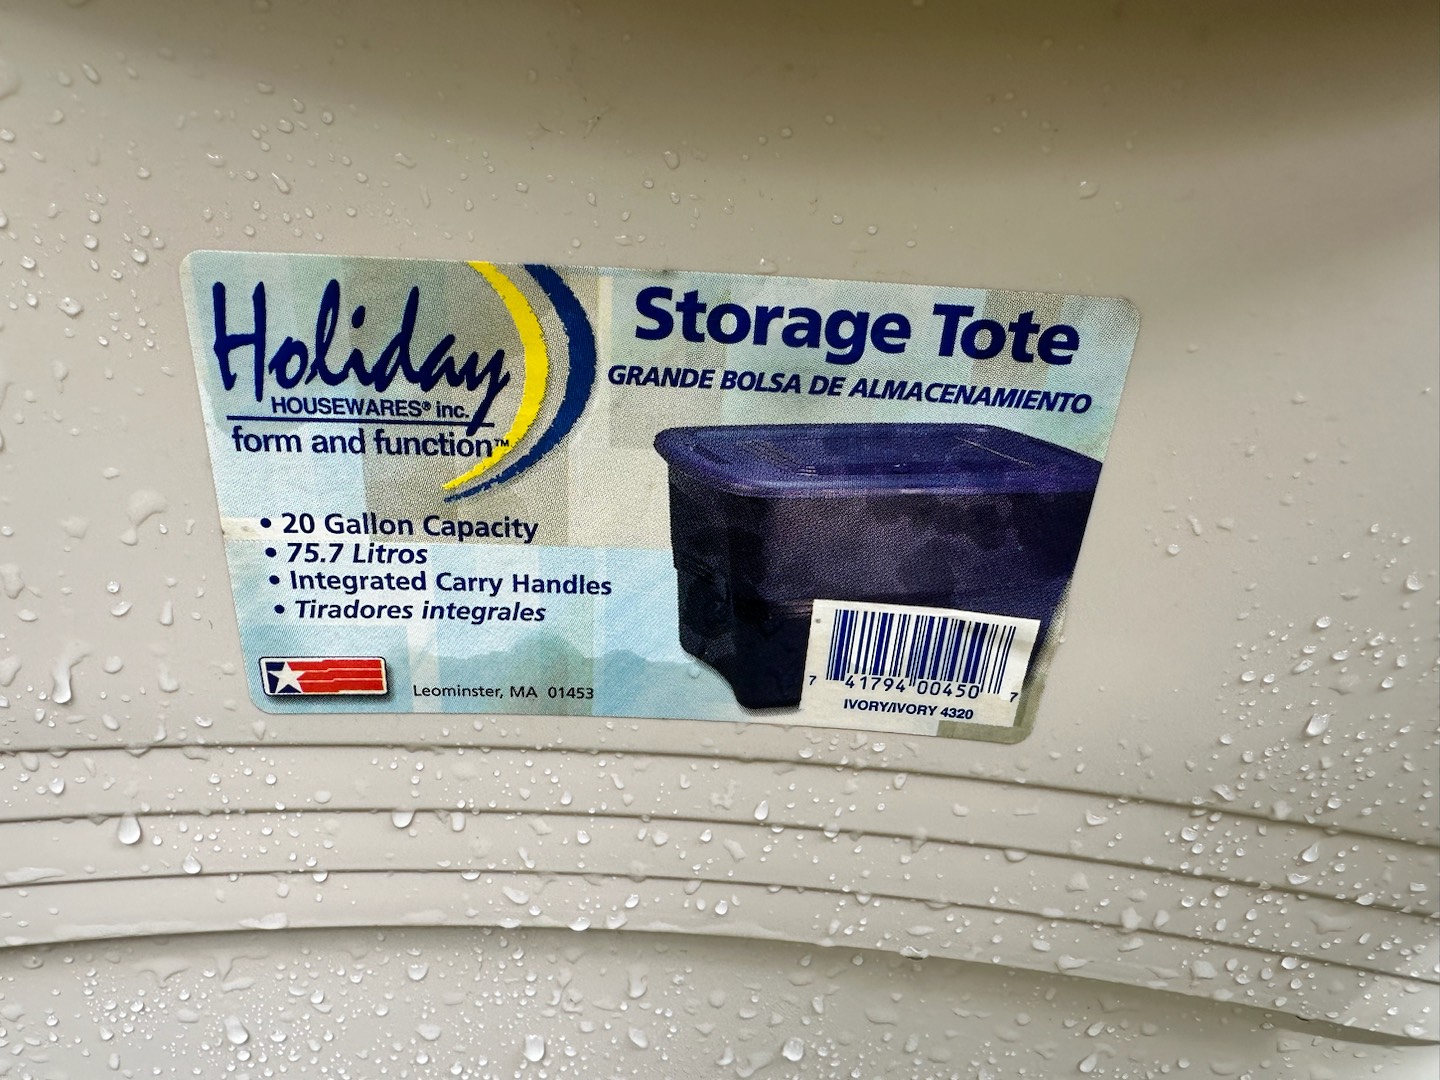 Holiday
HOUSEWARES® inc.
form and function™
Storage Tote
GRANDE BOLSA DE ALMACENAMIENTO
• 20 Gallon Capacity
• 75.7 Litros
• Integrated Carry Handles
• Tiradores integrales
Leominster, MA 01453
7 41794 00450 7
IVORY/IVORY 4320